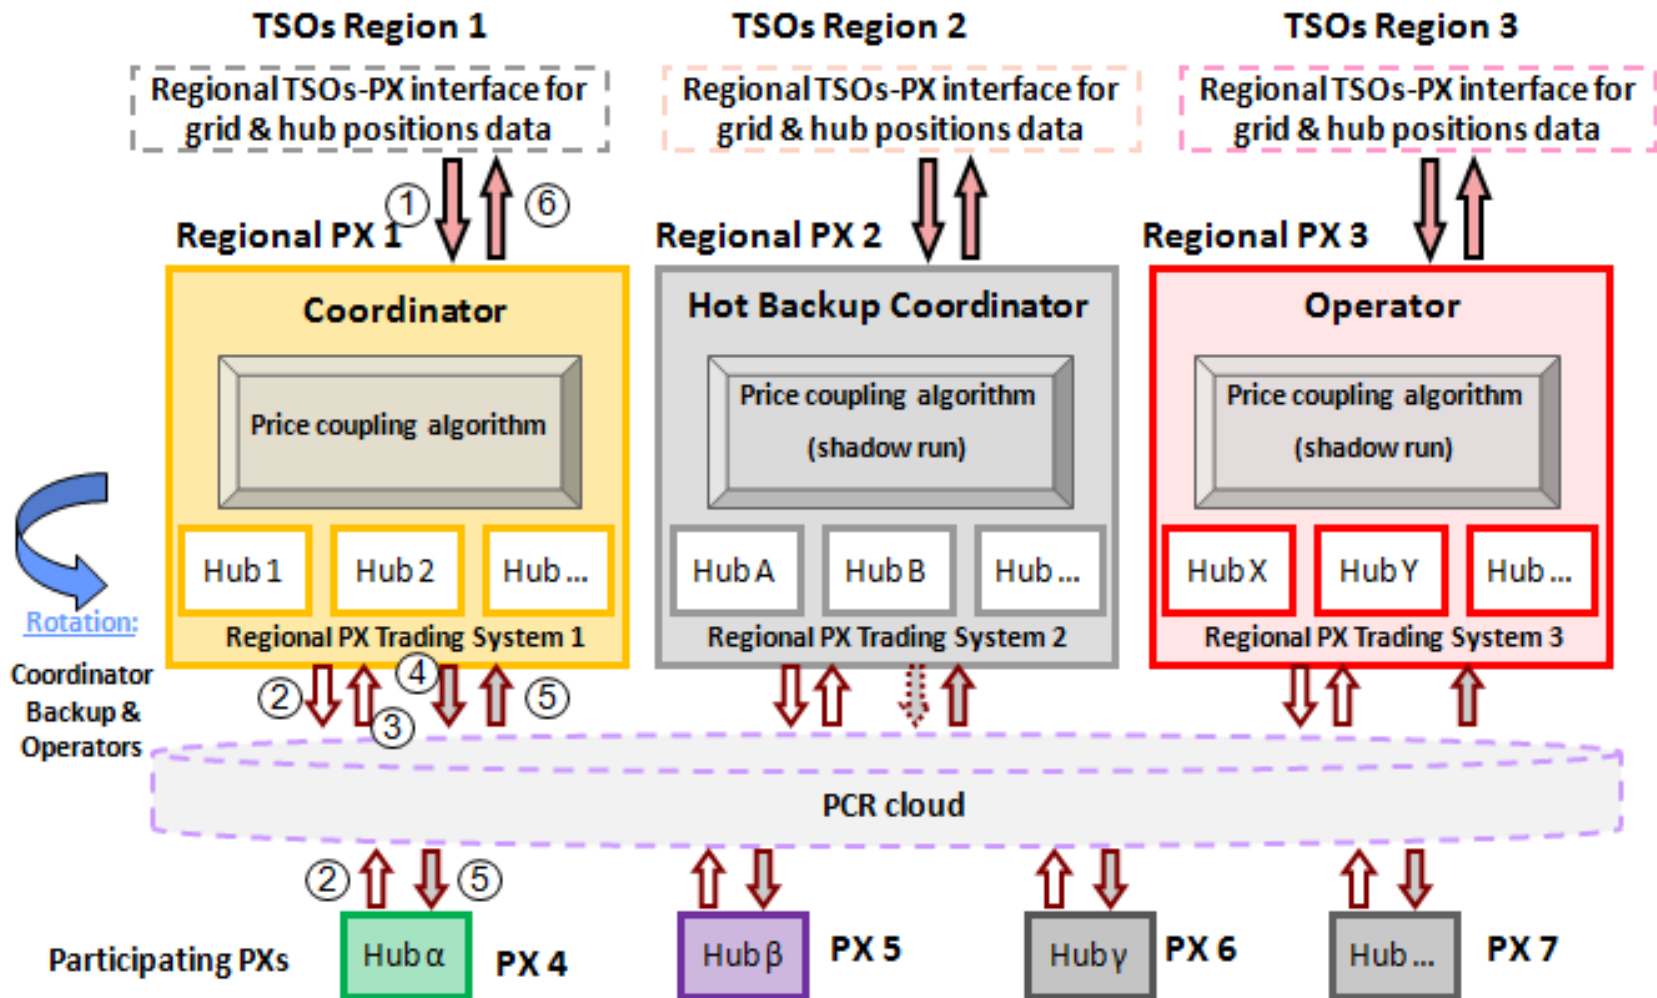 TSOs Region 1
TSOs Region 2
TSOs Region 3
Regional TSOs-PX interface for
grid & hub positions data
Regional TSOs-PX interface for
grid & hub positions data
Regional TSOs-PX interface for
grid & hub positions data
1
6
Regional PX 1
Regional PX 2
Regional PX 3
Coordinator
Hot Backup Coordinator
Operator
Price coupling algorithm
Price coupling algorithm
(shadow run)
Price coupling algorithm
(shadow run)
Hub 1
Hub 2
Hub ...
Hub A
Hub B
Hub ...
Hub X
Hub Y
Hub ...
Regional PX Trading System 1
Regional PX Trading System 2
Regional PX Trading System 3
Rotation:
Coordinator
Backup &
Operators
2
3
4
5
PCR cloud
2
5
Participating PXs
Hub α
PX 4
Hub β
PX 5
Hub γ
PX 6
Hub ...
PX 7